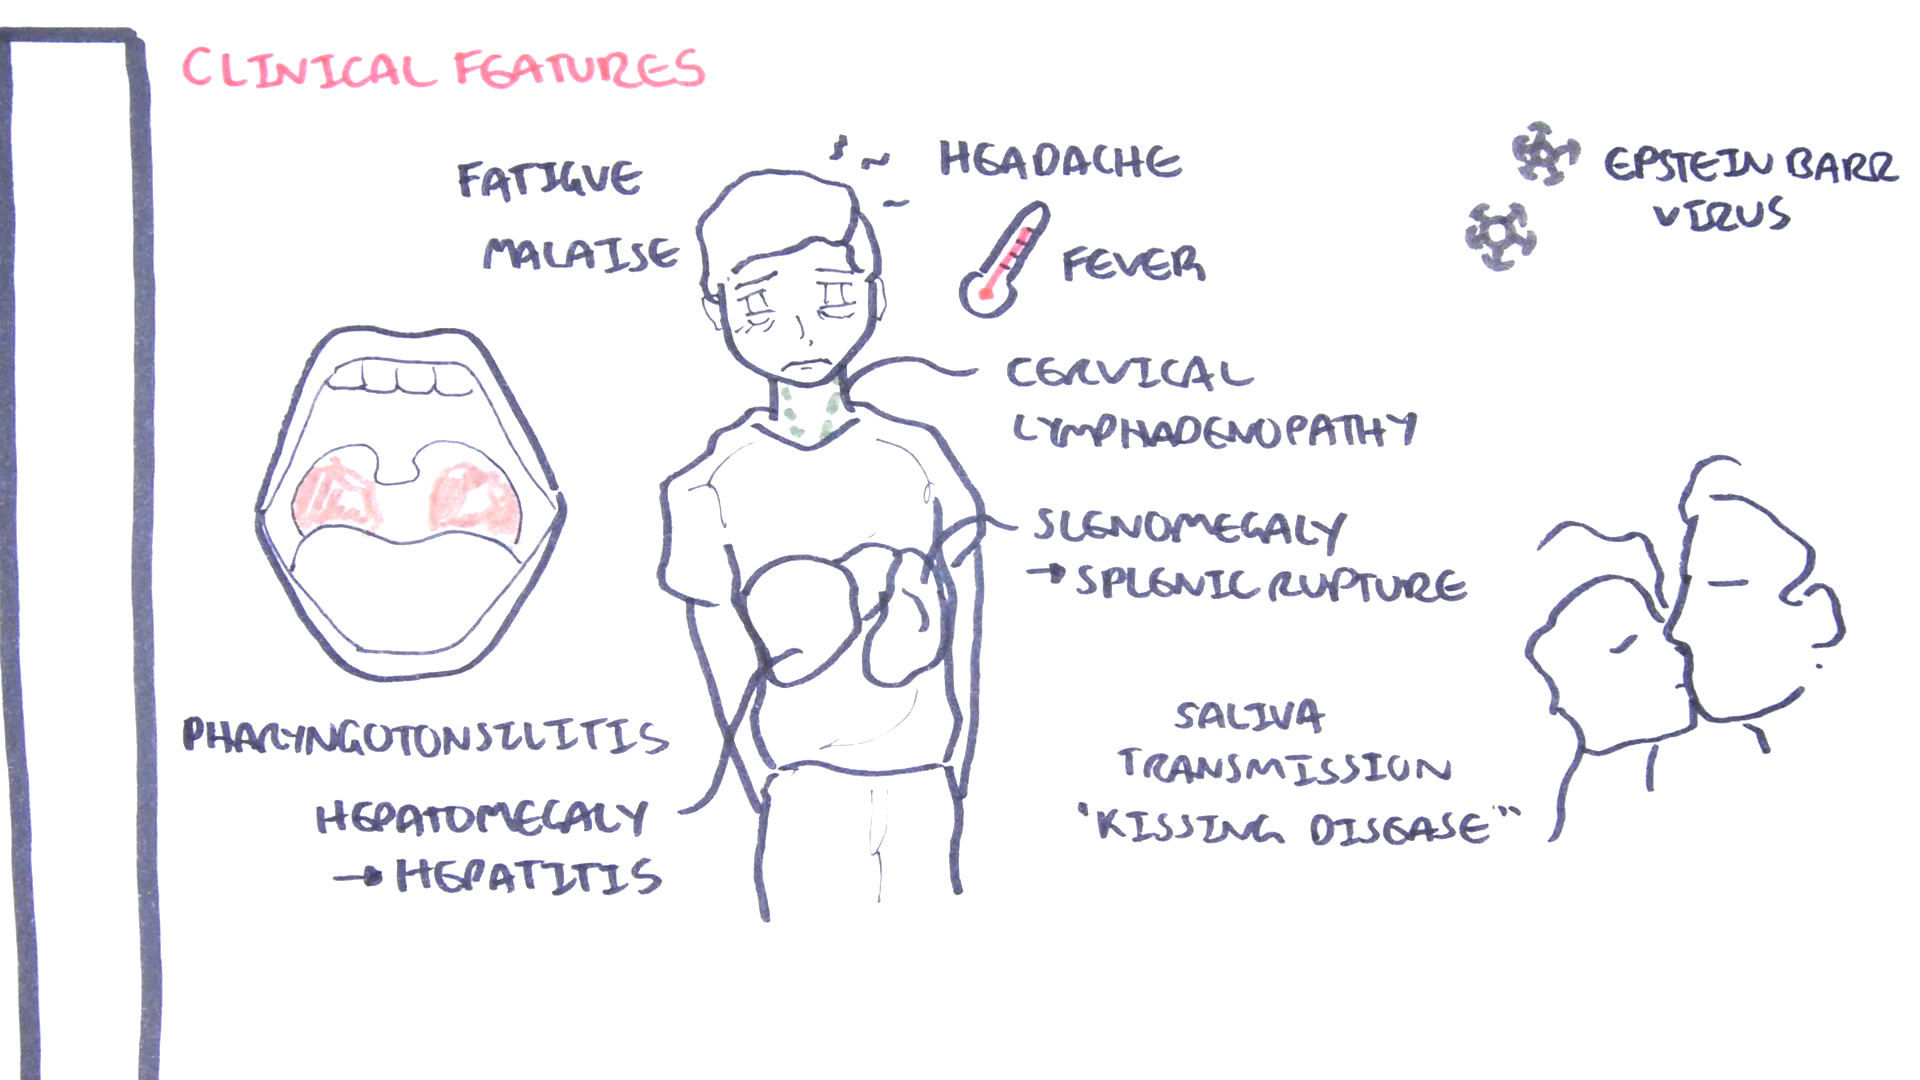 CLINICAL FEATURES
FATIGUE
MALAISE
HEADACHE
FEVER
EPSTEIN BARR
VIRUS
CERVICAL
LYMPHADENOPATHY
SLENOMEGALY
→ SPLENIC RUPTURE
PHARYNGOTONSILITIS
HEPATOMEGALY
→ HEPATITIS
SALIVA
TRANSMISSION
"KISSING DISEASE"